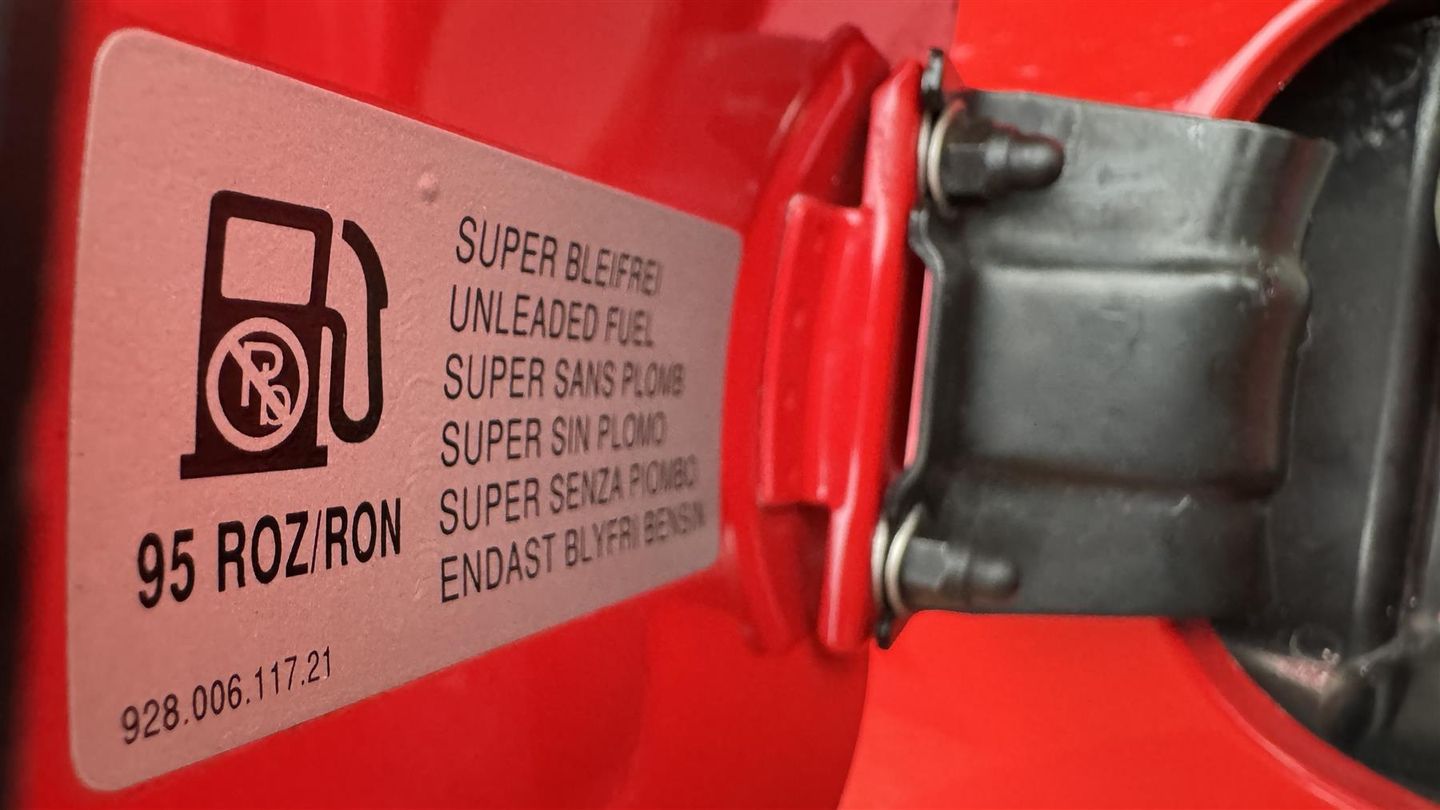 Pb
95 ROZ/RON
928.006.117.21
SUPER BLEIFREI
UNLEADED FUEL
SUPER SANS PLOMB
SUPER SIN PLOMO
SUPER SENZA PIOMBO
ENDAST BLYFRI BENSIN